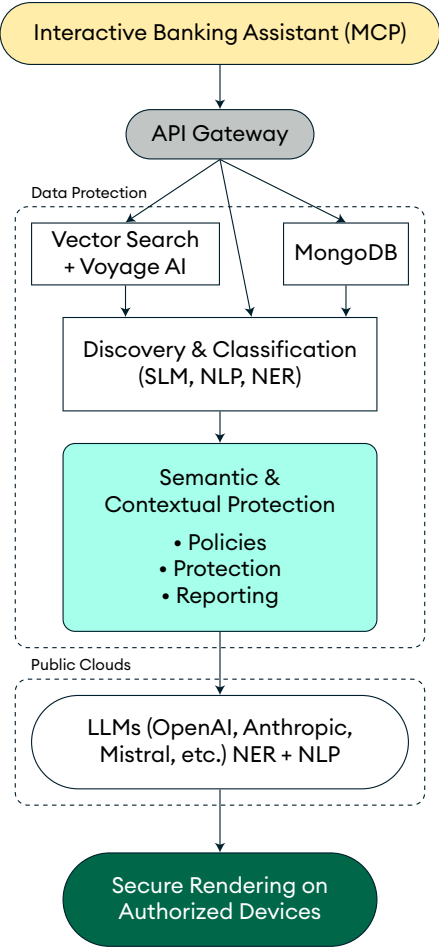 Interactive Banking Assistant (MCP)
API Gateway
Data Protection
Vector Search
+ Voyage AI
MongoDB
Discovery & Classification
(SLM, NLP, NER)
Semantic &
Contextual Protection
• Policies
• Protection
• Reporting
Public Clouds
LLMs (OpenAI, Anthropic,
Mistral, etc.) NER + NLP
Secure Rendering on
Authorized Devices